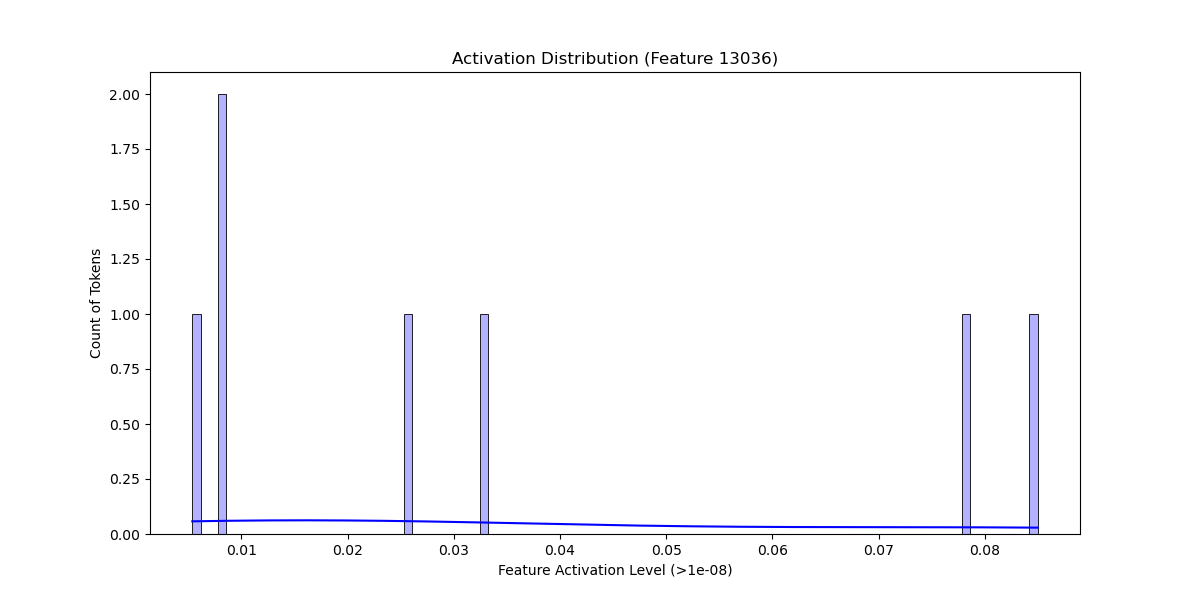 Activation Distribution (Feature 13036)
2.00
1.75
1.50
1.25
1.00
0.75
0.50
0.25
0.00
Count of Tokens
0.01 0.02 0.03 0.04 0.05 0.06 0.07 0.08
Feature Activation Level (>1e-08)